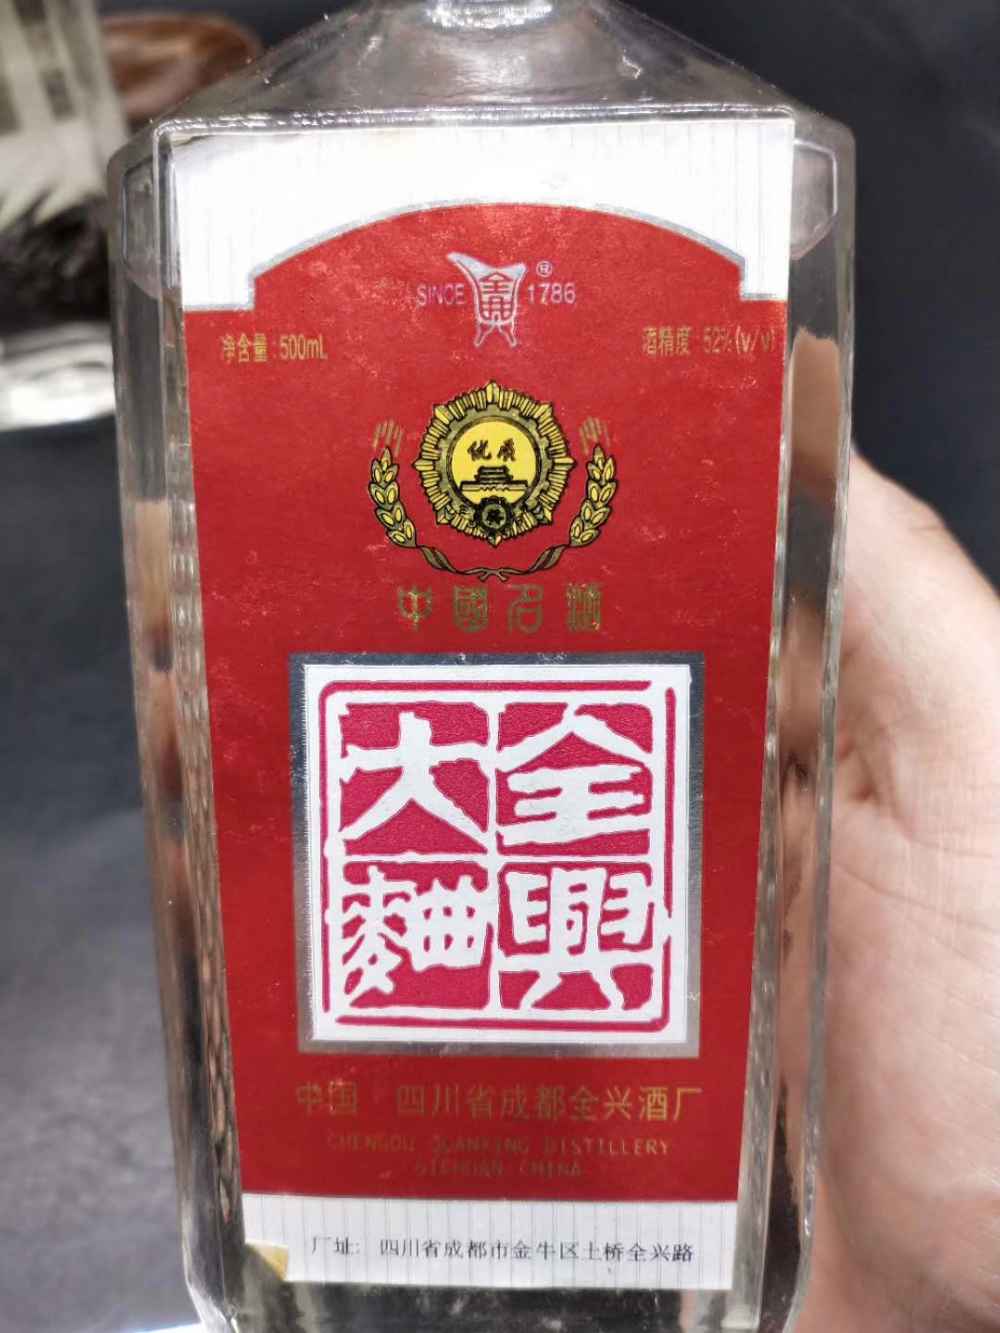 SINCE 全興 ® 1786
净含量:500mL 酒精度:52%(v/v)
优质
中國名酒
全興
大麯
中国 四川省成都全兴酒厂
CHENGDU QUANXING DISTILLERY
SICHUAN CHINA
厂址: 四川省成都市金牛区土桥全兴路